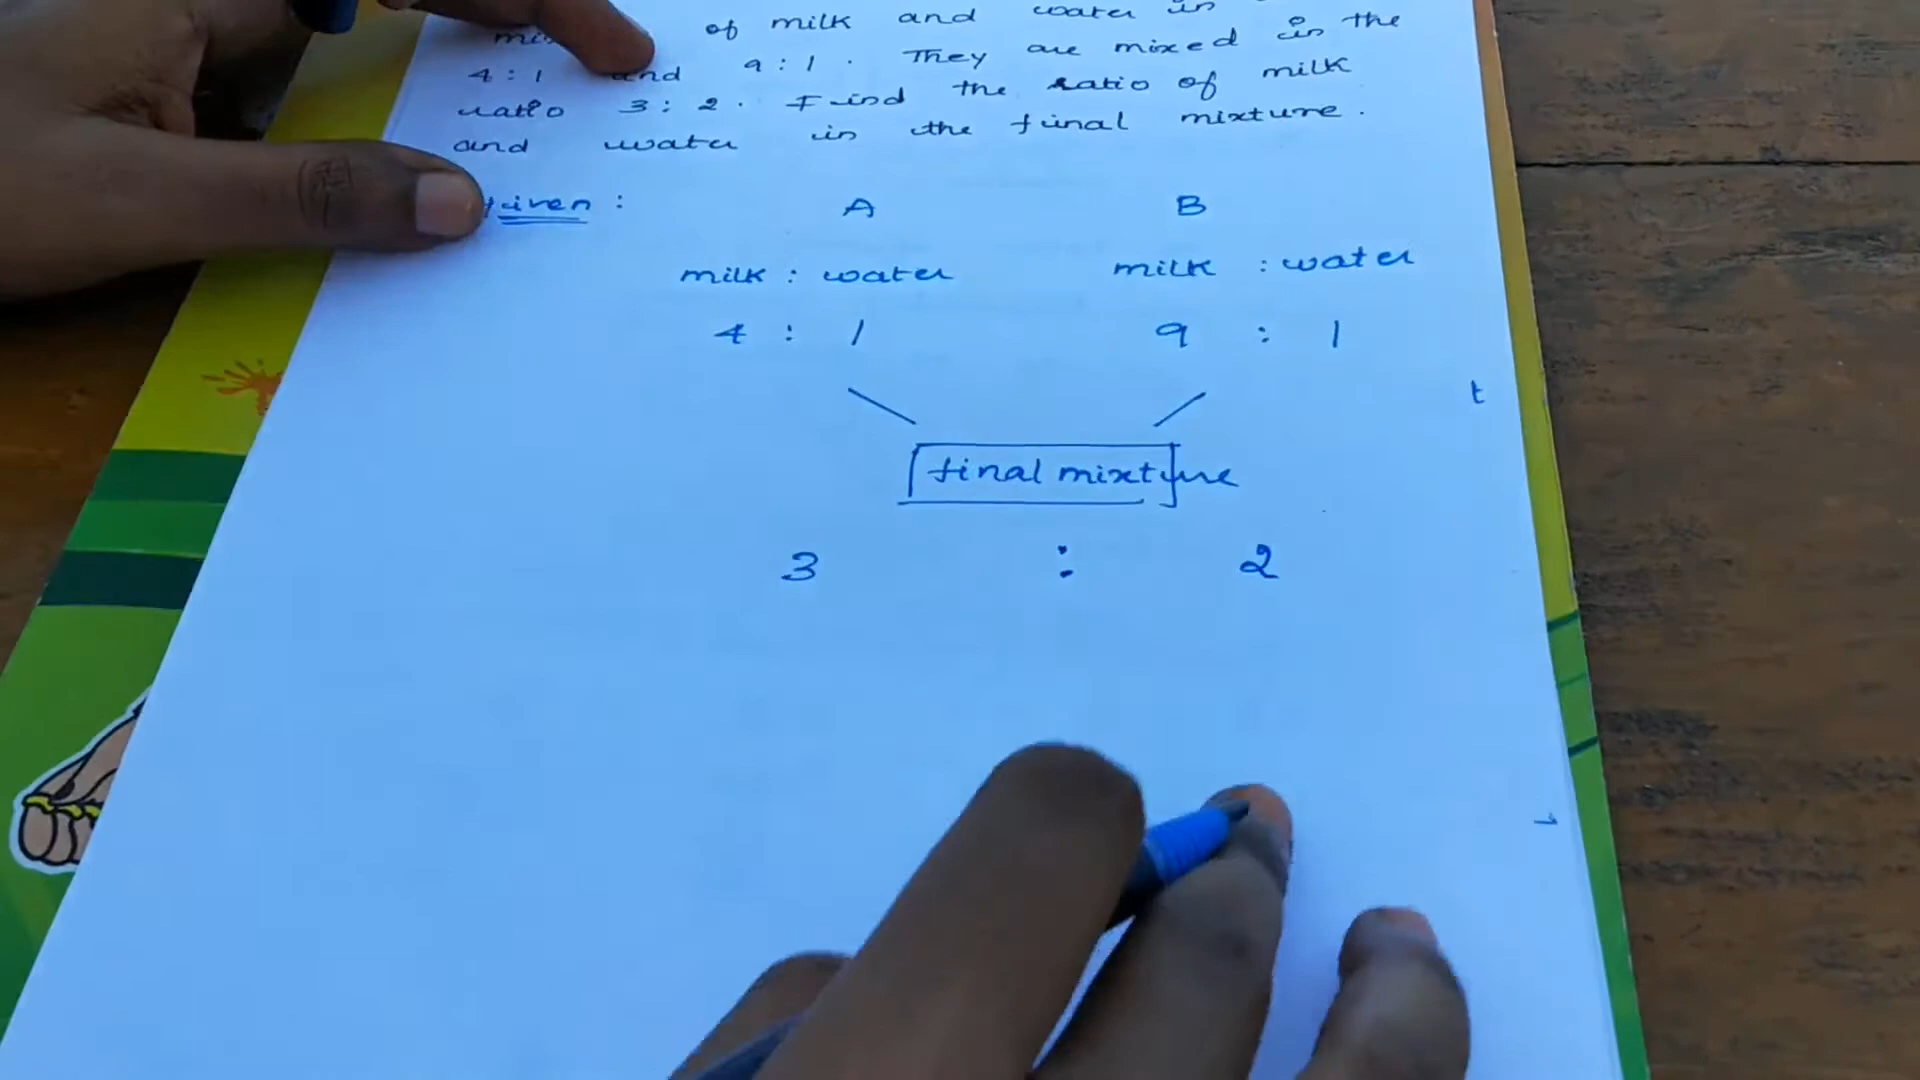 of milk and water in
4 : 1 and 9 : 1 . They are mixed in the
ratio 3 : 2 . Find the ratio of milk
and water in the final mixture .
Given : A B
milk : water milk : water
4 : 1 9 : 1
t
final mixture
3 : 2